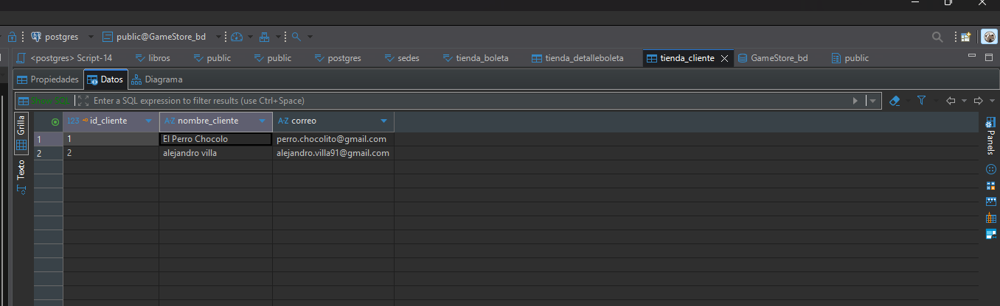 postgres public@GameStore_bd
<postgres> Script-14 libros public public postgres sedes tienda_boleta tienda_detalleboleta tienda_cliente GameStore_bd public
Propiedades Datos Diagrama
Show SQL Enter a SQL expression to filter results (use Ctrl+Space)
Grilla
Texto
123 id_cliente A-Z nombre_cliente A-Z correo
1 1 El Perro Chocolo perro.chocolito@gmail.com
2 2 alejandro villa alejandro.villa91@gmail.com
Panels